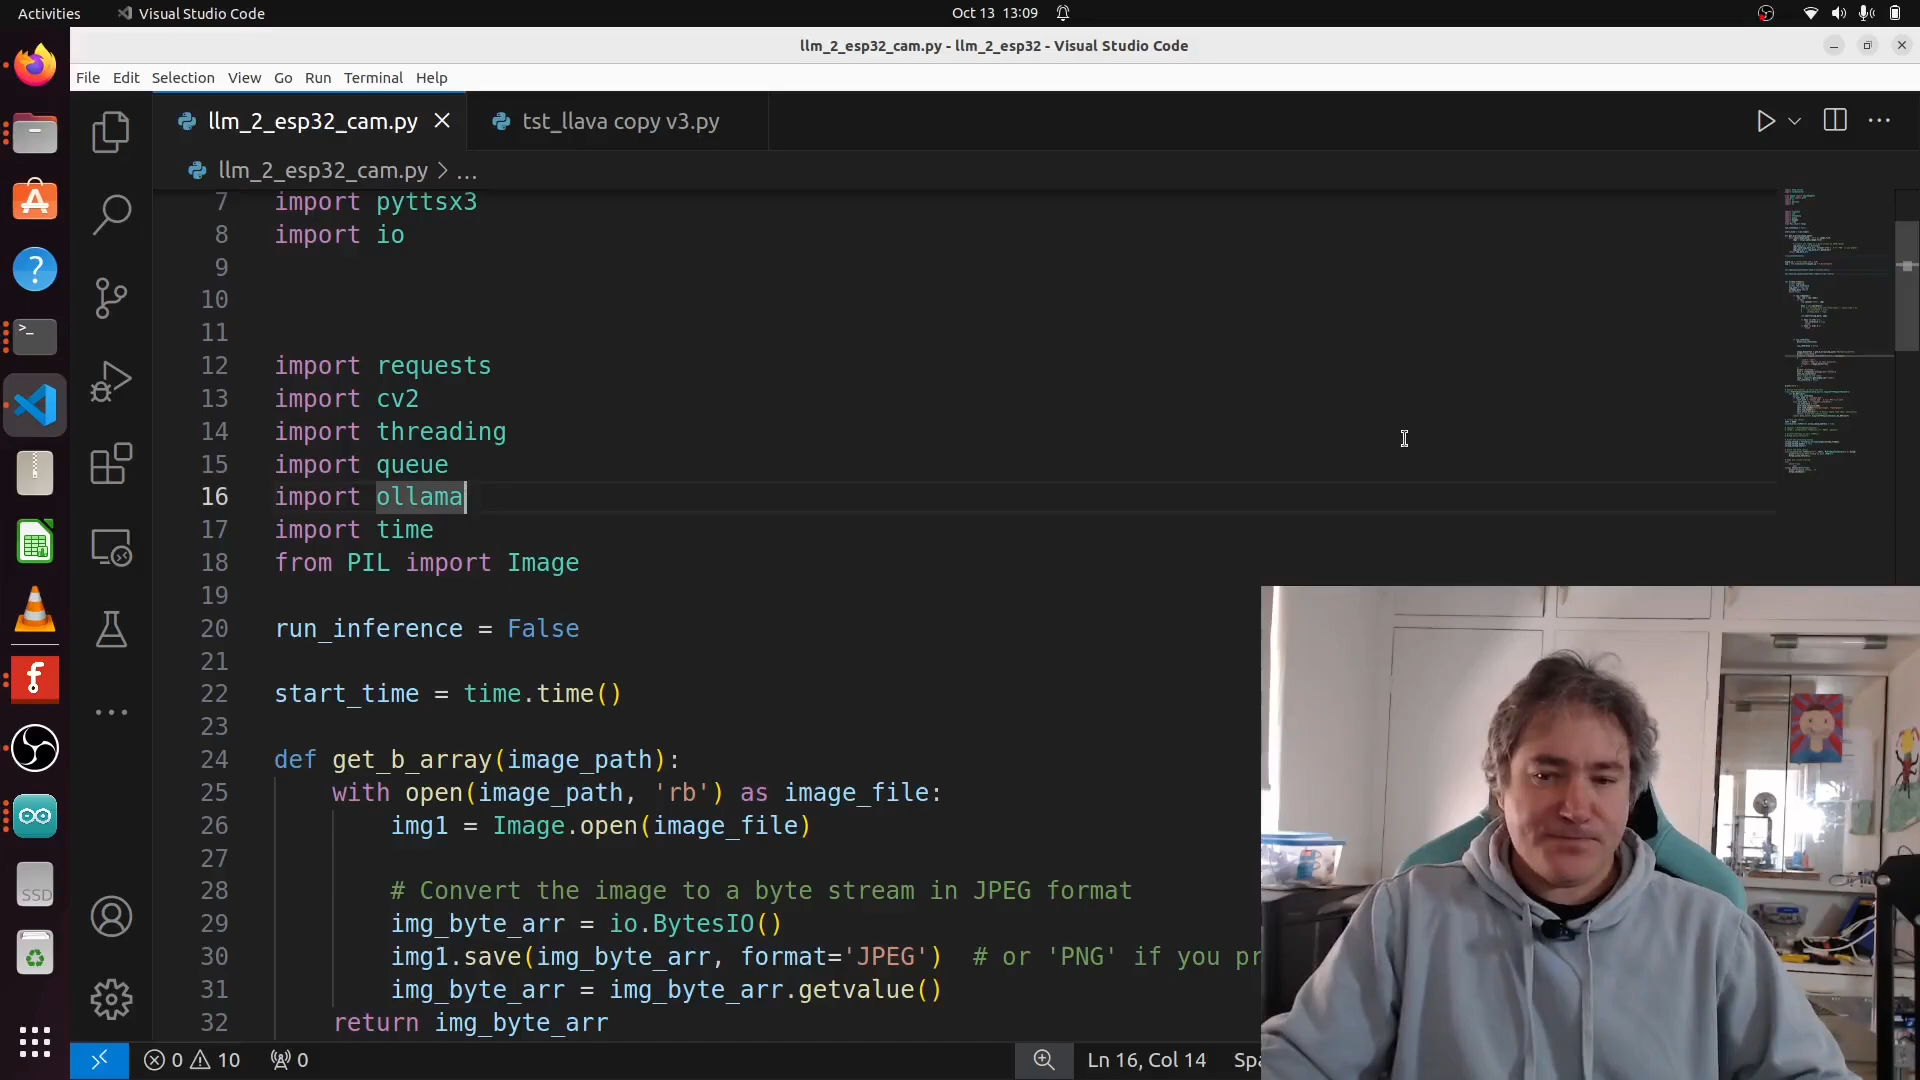 Activities
Visual Studio Code
Oct 13 13:09
llm_2_esp32_cam.py - llm_2_esp32 - Visual Studio Code
File Edit Selection View Go Run Terminal Help
llm_2_esp32_cam.py
tst_llava copy v3.py
llm_2_esp32_cam.py > ...
7 import pyttsx3
8 import io
9
10
11
12 import requests
13 import cv2
14 import threading
15 import queue
16 import ollama
17 import time
18 from PIL import Image
19
20 run_inference = False
21
22 start_time = time.time()
23
24 def get_b_array(image_path):
25 with open(image_path, 'rb') as image_file:
26 img1 = Image.open(image_file)
27
28 # Convert the image to a byte stream in JPEG format
29 img_byte_arr = io.BytesIO()
30 img1.save(img_byte_arr, format='JPEG') # or 'PNG' if you pr
31 img_byte_arr = img_byte_arr.getvalue()
32 return img_byte_arr
SSD
0 10 0
Ln 16, Col 14
Spa